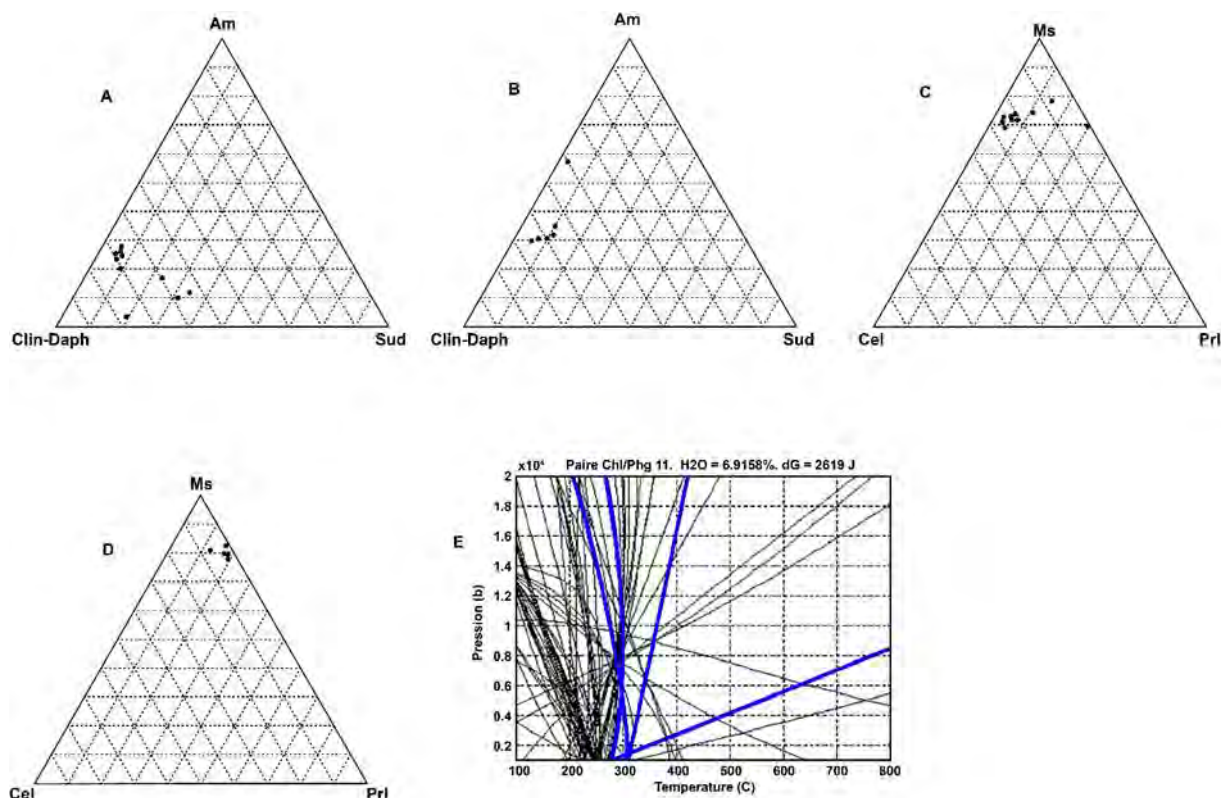 Am
A
Clin-Daph Sud
Am
B
Clin-Daph Sud
Ms
C
Cel Prl
Ms
D
Cel Prl
x10⁴ Paire Chl/Phg 11. H2O = 6.9158%. dG = 2619 J
E
Pression (b)
2
1.8
1.6
1.4
1.2
1
0.8
0.6
0.4
0.2
100 200 300 400 500 600 700 800
Temperature (C)